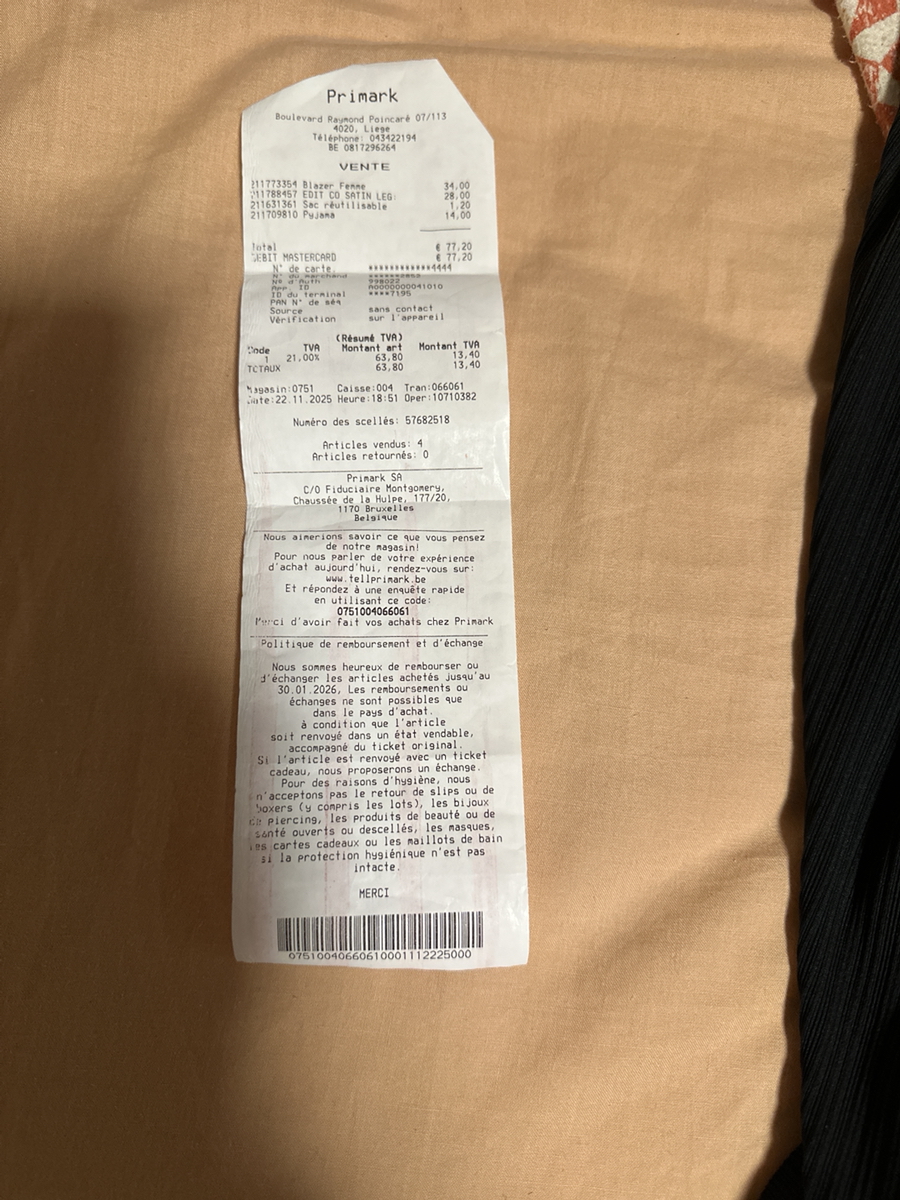 Primark
Boulevard Raymond Poincaré 07/113
4020, Liege
Téléphone: 043422194
BE 0817296264
VENTE
211773354 Blazer Femme 34,00
211788457 EDIT CO SATIN LEG: 28,00
211631361 Sac réutilisable 1,20
211709810 Pyjama 14,00
Total € 77,20
DEBIT MASTERCARD € 77,20
N° de carte. ************4444
N° du marchand
N° d'Auth 998022
App. ID A0000000041010
ID du terminal ****7195
PAN N° de séq
Source sans contact
Vérification sur l'appareil
(Résumé TVA)
Code TVA Montant art Montant TVA
1 21,00% 63,80 13,40
TOTAUX 63,80 13,40
Magasin:0751 Caisse:004 Tran:066061
Date:22.11.2025 Heure:18:51 Oper:10710382
Numéro des scellés: 57682518
Articles vendus: 4
Articles retournés: 0
Primark SA
C/O Fiduciaire Montgomery,
Chaussée de la Hulpe, 177/20,
1170 Bruxelles
Belgique
Nous aimerions savoir ce que vous pensez
de notre magasin!
Pour nous parler de votre expérience
d'achat aujourd'hui, rendez-vous sur:
www.tellprimark.be
Et répondez à une enquête rapide
en utilisant ce code:
0751004066061
Merci d'avoir fait vos achats chez Primark
Politique de remboursement et d'échange
Nous sommes heureux de rembourser ou
d'échanger les articles achetés jusqu'au
30.01.2026, Les remboursements ou
échanges ne sont possibles que
dans le pays d'achat.
à condition que l'article
soit renvoyé dans un état vendable,
accompagné du ticket original.
Si l'article est renvoyé avec un ticket
cadeau, nous proposerons un échange.
Pour des raisons d'hygiène, nous
n'acceptons pas le retour de slips ou de
boxers (y compris les lots), les bijoux
de piercing, les produits de beauté ou de
santé ouverts ou descellés, les masques,
les cartes cadeaux ou les maillots de bain
si la protection hygiénique n'est pas
intacte.
MERCI
07510040660610001112225000